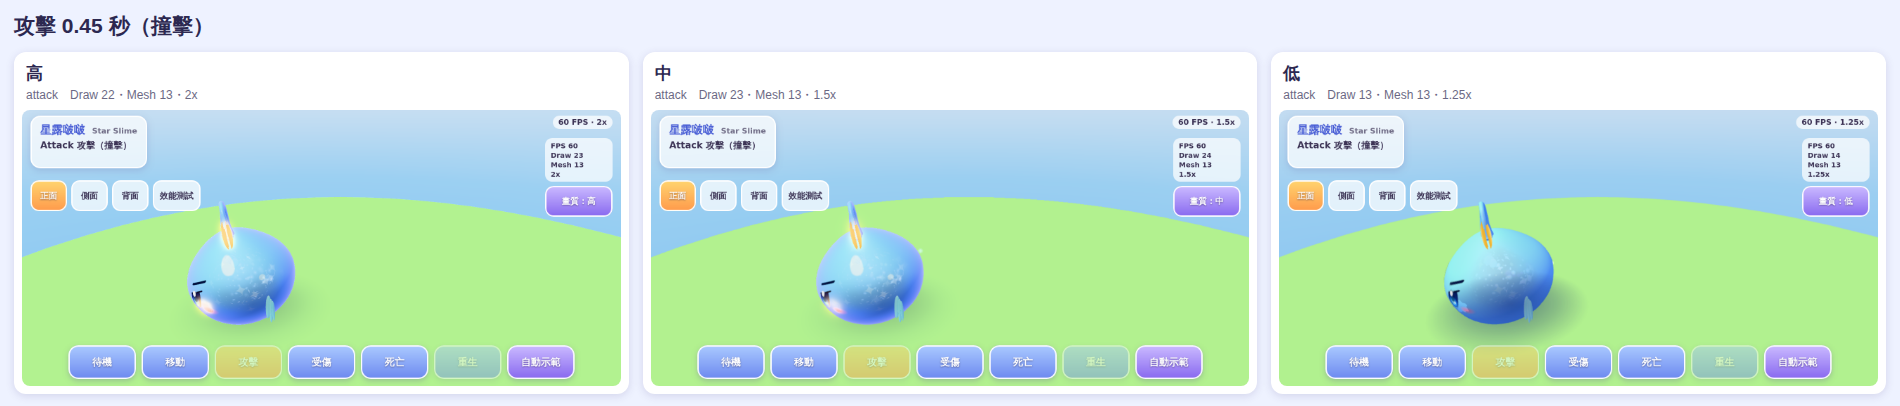 攻擊 0.45 秒（撞擊）
高
attack Draw 22・Mesh 13・2x
星露啵啵 Star Slime
Attack 攻擊（撞擊）
60 FPS · 2x
FPS 60
Draw 23
Mesh 13
2x
正面 側面 背面 效能測試
畫質：高
待機 移動 攻擊 受傷 死亡 重生 自動示範
中
attack Draw 23・Mesh 13・1.5x
星露啵啵 Star Slime
Attack 攻擊（撞擊）
60 FPS · 1.5x
FPS 60
Draw 24
Mesh 13
1.5x
正面 側面 背面 效能測試
畫質：中
待機 移動 攻擊 受傷 死亡 重生 自動示範
低
attack Draw 13・Mesh 13・1.25x
星露啵啵 Star Slime
Attack 攻擊（撞擊）
60 FPS · 1.25x
FPS 60
Draw 14
Mesh 13
1.25x
正面 側面 背面 效能測試
畫質：低
待機 移動 攻擊 受傷 死亡 重生 自動示範